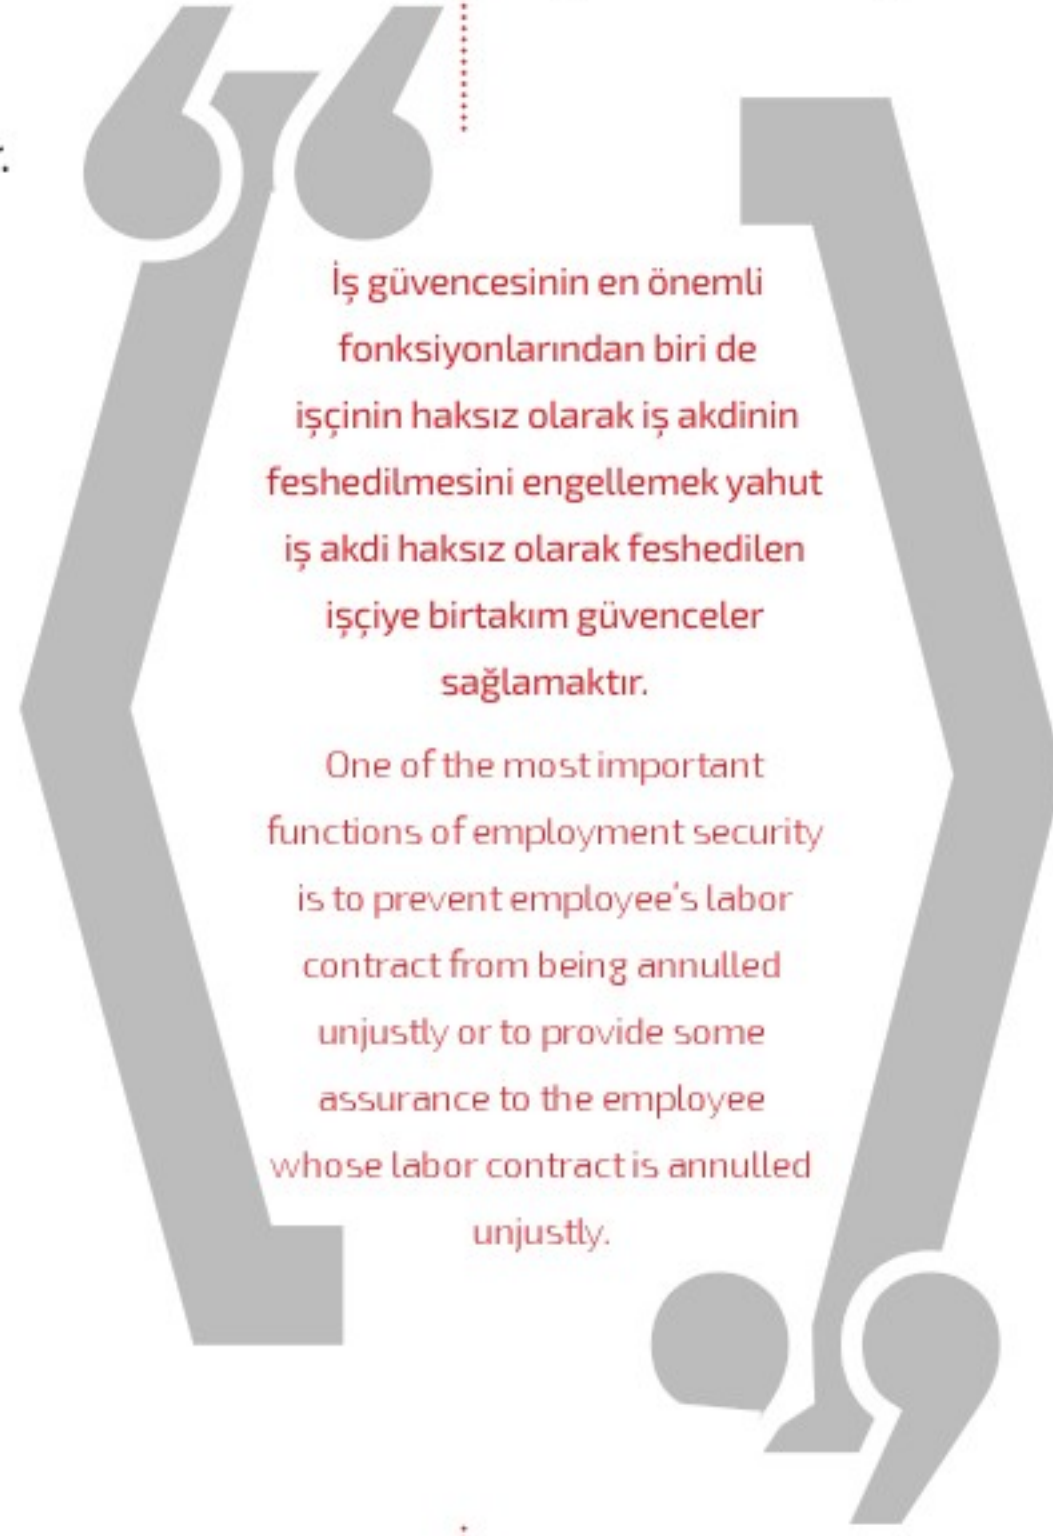 İş güvencesinin en önemli
fonksiyonlarından biri de
işçinin haksız olarak iş akdinin
feshedilmesini engellemek yahut
iş akdi haksız olarak feshedilen
işçiye birtakım güvenceler
sağlamaktır.
One of the most important
functions of employment security
is to prevent employee's labor
contract from being annulled
unjustly or to provide some
assurance to the employee
whose labor contract is annulled
unjustly.